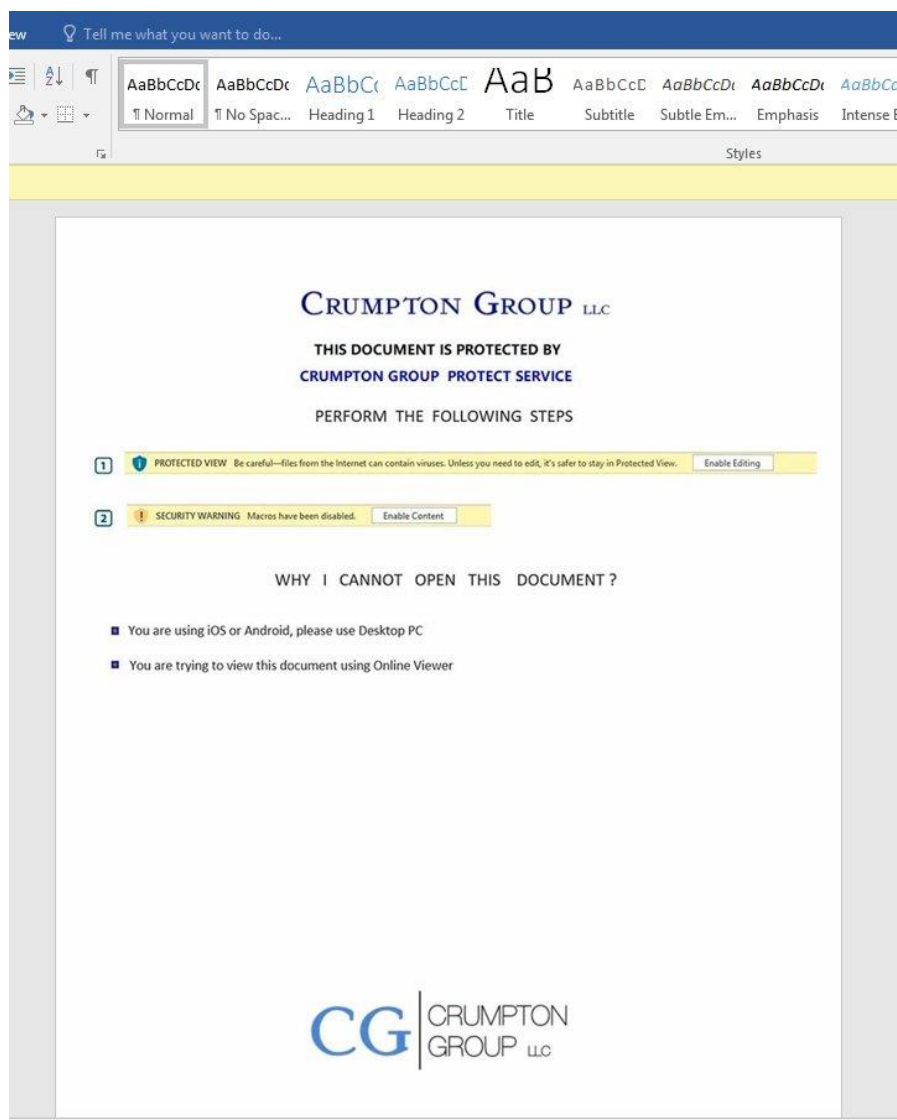 ew Tell me what you want to do...
AaBbCcDc AaBbCcDc AaBbC( AaBbCcD AaB AaBbCcD AaBbCcDt AaBbCcDt AaBbCc
¶ Normal ¶ No Spac... Heading 1 Heading 2 Title Subtitle Subtle Em... Emphasis Intense E
Styles
CRUMPTON GROUP LLC
THIS DOCUMENT IS PROTECTED BY
CRUMPTON GROUP PROTECT SERVICE
PERFORM THE FOLLOWING STEPS
1 PROTECTED VIEW Be careful—files from the Internet can contain viruses. Unless you need to edit, it's safer to stay in Protected View. Enable Editing
2 SECURITY WARNING Macros have been disabled. Enable Content
WHY I CANNOT OPEN THIS DOCUMENT ?
You are using iOS or Android, please use Desktop PC
You are trying to view this document using Online Viewer
CG CRUMPTON
GROUP LLC